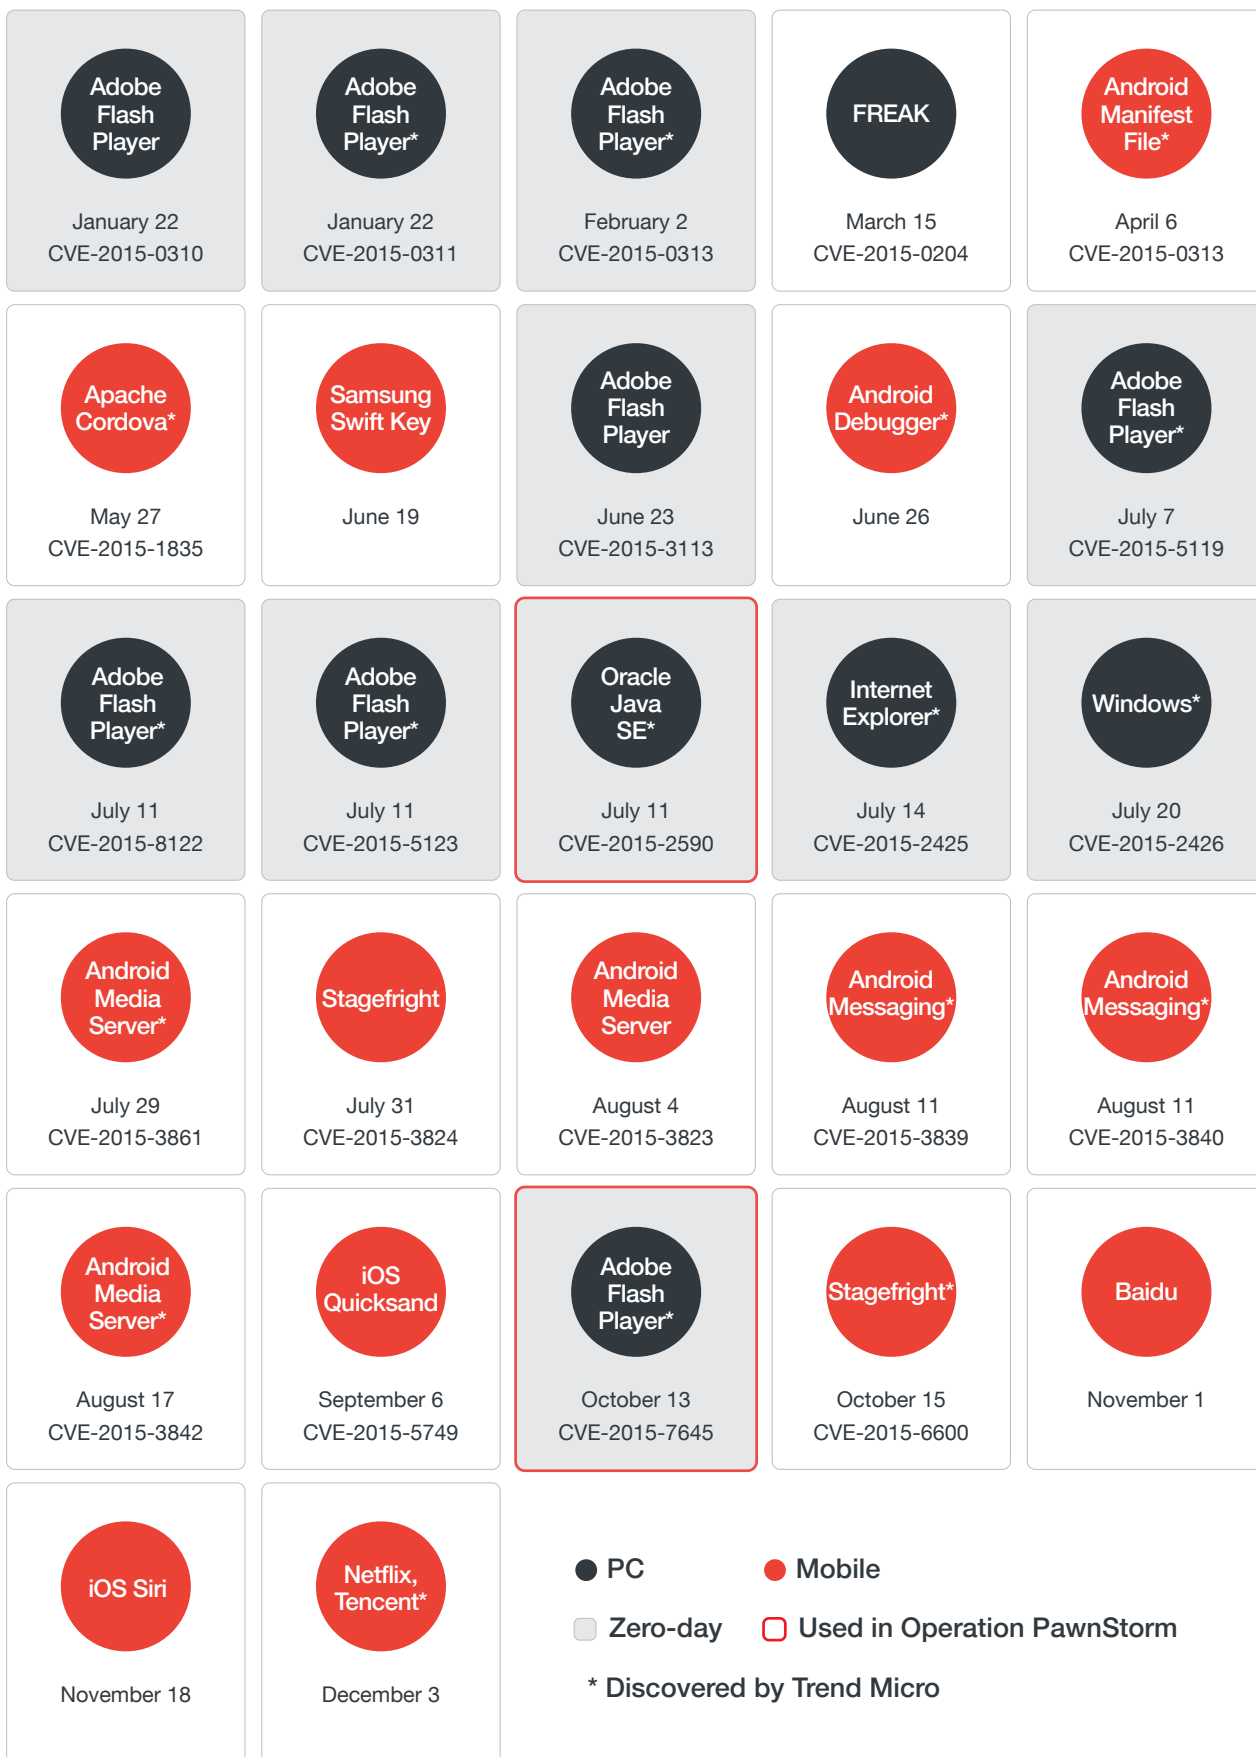 Adobe
Flash
Player
January 22
CVE-2015-0310
Adobe
Flash
Player*
January 22
CVE-2015-0311
Adobe
Flash
Player*
February 2
CVE-2015-0313
FREAK
March 15
CVE-2015-0204
Android
Manifest
File*
April 6
CVE-2015-0313
Apache
Cordova*
May 27
CVE-2015-1835
Samsung
Swift Key
June 19
Adobe
Flash
Player
June 23
CVE-2015-3113
Android
Debugger*
June 26
Adobe
Flash
Player*
July 7
CVE-2015-5119
Adobe
Flash
Player*
July 11
CVE-2015-8122
Adobe
Flash
Player*
July 11
CVE-2015-5123
Oracle
Java
SE*
July 11
CVE-2015-2590
Internet
Explorer*
July 14
CVE-2015-2425
Windows*
July 20
CVE-2015-2426
Android
Media
Server*
July 29
CVE-2015-3861
Stagefright
July 31
CVE-2015-3824
Android
Media
Server
August 4
CVE-2015-3823
Android
Messaging*
August 11
CVE-2015-3839
Android
Messaging*
August 11
CVE-2015-3840
Android
Media
Server*
August 17
CVE-2015-3842
iOS
Quicksand
September 6
CVE-2015-5749
Adobe
Flash
Player*
October 13
CVE-2015-7645
Stagefright*
October 15
CVE-2015-6600
Baidu
November 1
iOS Siri
November 18
Netflix,
Tencent*
December 3
PC
Mobile
Zero-day
Used in Operation PawnStorm
* Discovered by Trend Micro